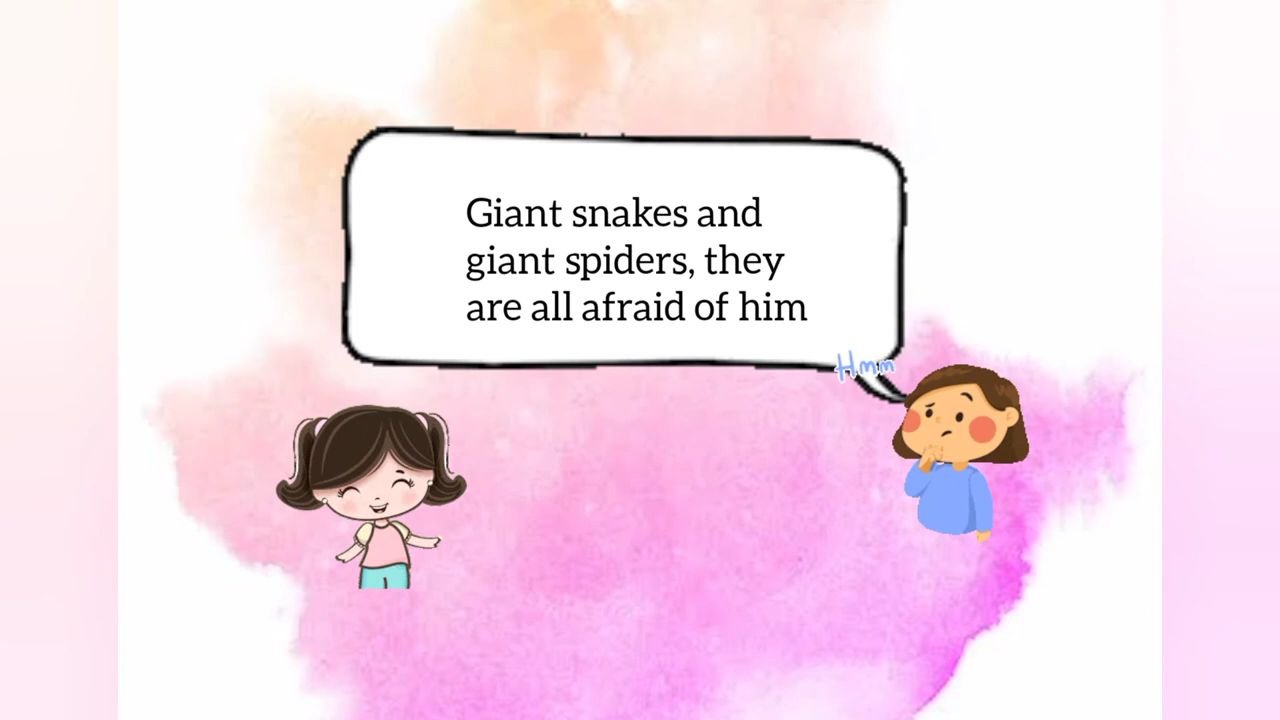 Giant snakes and
giant spiders, they
are all afraid of him
Hmm